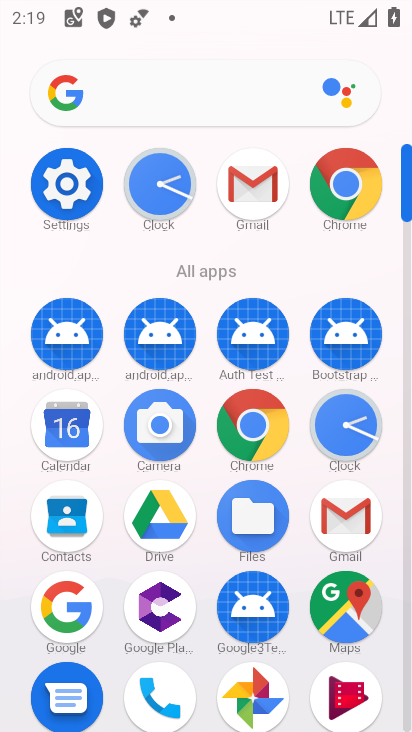 2:19 LTE
Settings Clock Gmail Chrome
All apps
android.ap... android.ap... Auth Test ... Bootstrap ...
16
Calendar Camera Chrome Clock
Contacts Drive Files Gmail
Google Google Pla... Google3Te... Maps